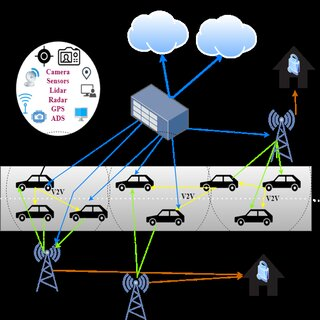 Camera
Sensors
Lidar
Radar
GPS
ADS
V2V
V2V
V2V